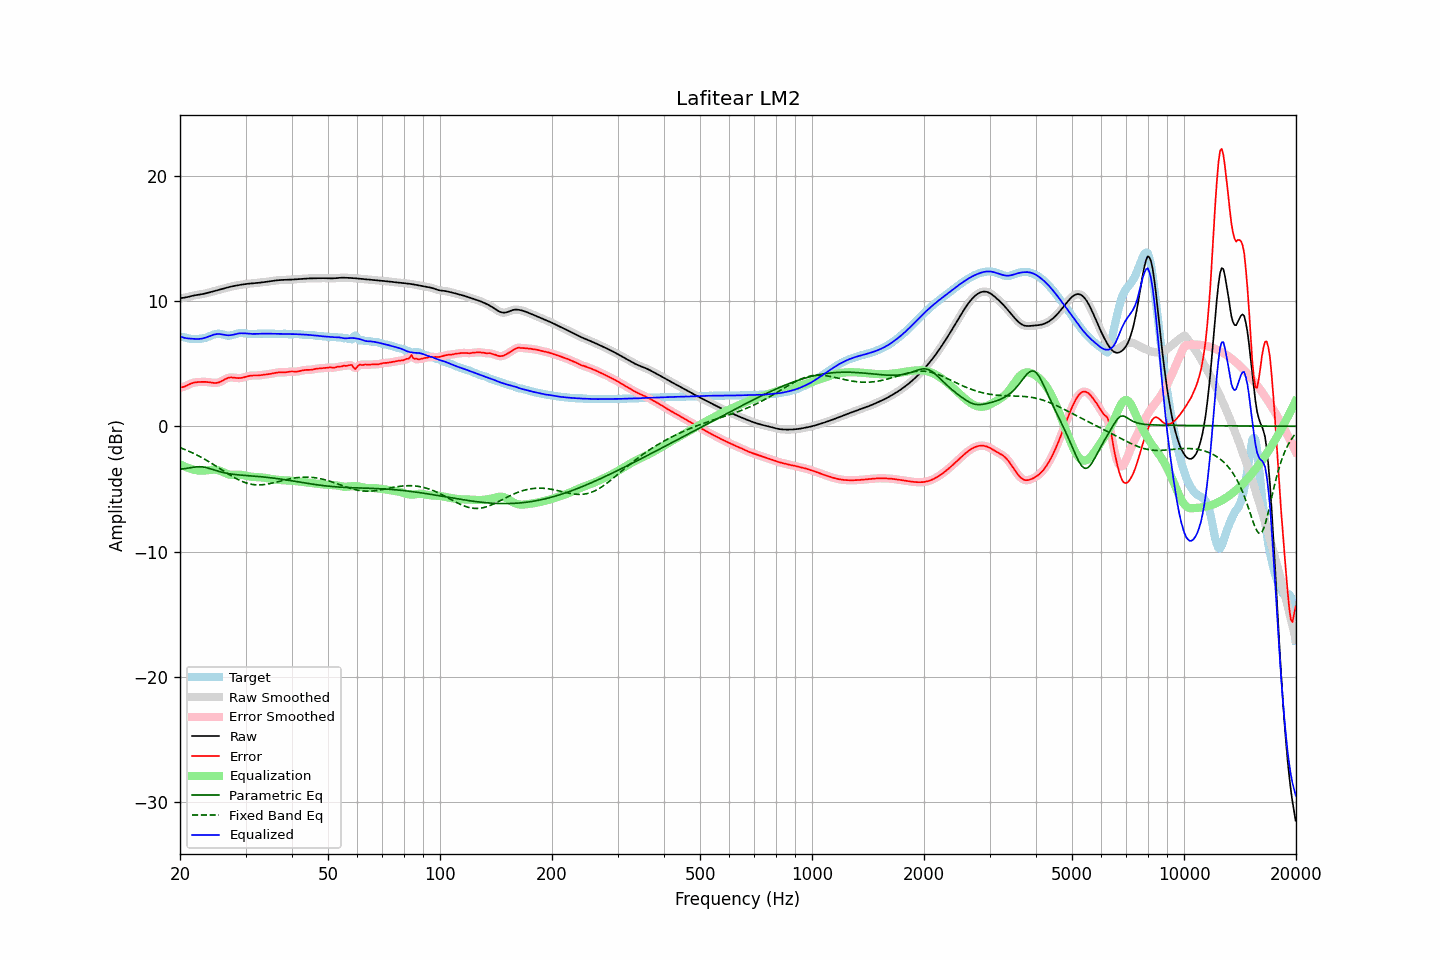 Lafitear LM2
Amplitude (dBr)
20
10
0
−10
−20
−30
Target
Raw Smoothed
Error Smoothed
Raw
Error
Equalization
Parametric Eq
Fixed Band Eq
Equalized
20 50 100 200 500 1000 2000 5000 10000 20000
Frequency (Hz)